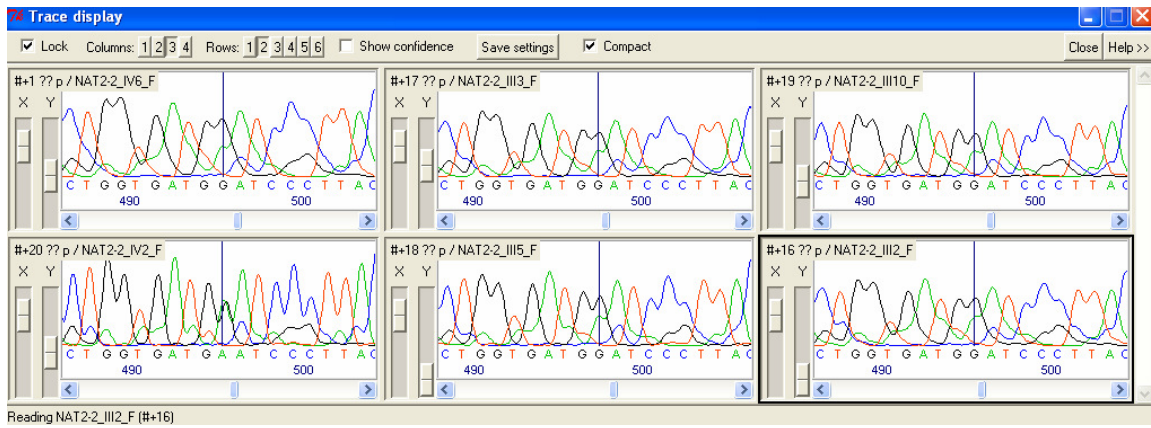 Trace display
Lock Columns: 1 2 3 4 Rows: 1 2 3 4 5 6 Show confidence Save settings Compact Close Help >>
#+1 ?? p / NAT2-2_IV6_F
X Y
C T G G T G A T G G A T C C C T T A C
490 500
#+17 ?? p / NAT2-2_III3_F
X Y
C T G G T G A T G G A T C C C T T A C
490 500
#+19 ?? p / NAT2-2_III10_F
X Y
C T G G T G A T G G A T C C C T T A C
490 500
#+20 ?? p / NAT2-2_IV2_F
X Y
C T G G T G A T G A A T C C C T T A C
490 500
#+18 ?? p / NAT2-2_III5_F
X Y
C T G G T G A T G G A T C C C T T A C
490 500
#+16 ?? p / NAT2-2_III2_F
X Y
C T G G T G A T G G A T C C C T T A C
490 500
Reading NAT2-2_III2_F (#+16)